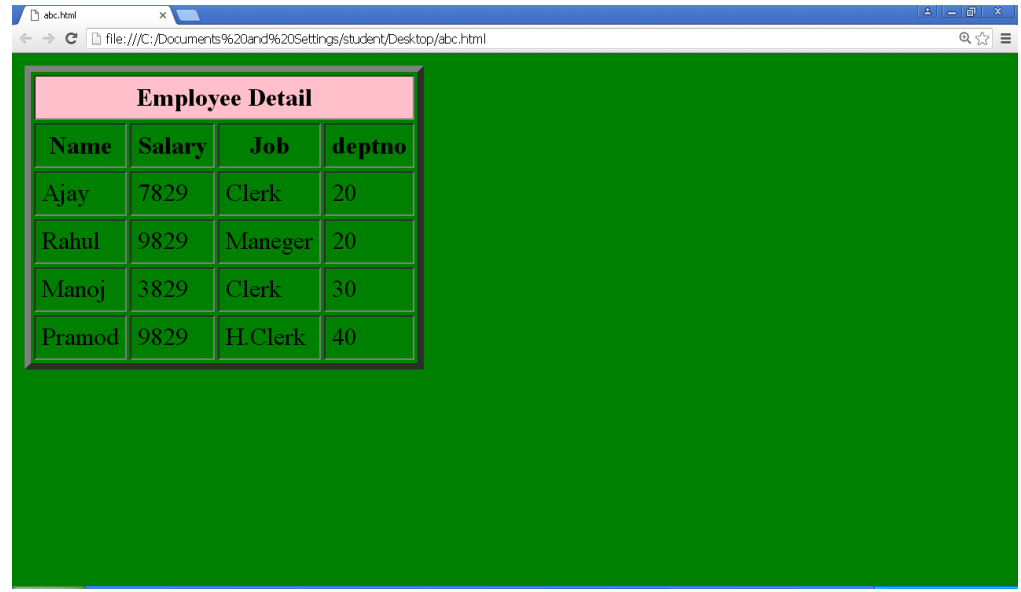 abc.html
file:///C:/Documents%20and%20Settings/student/Desktop/abc.html
Employee Detail
Name Salary Job deptno
Ajay 7829 Clerk 20
Rahul 9829 Maneger 20
Manoj 3829 Clerk 30
Pramod 9829 H.Clerk 40